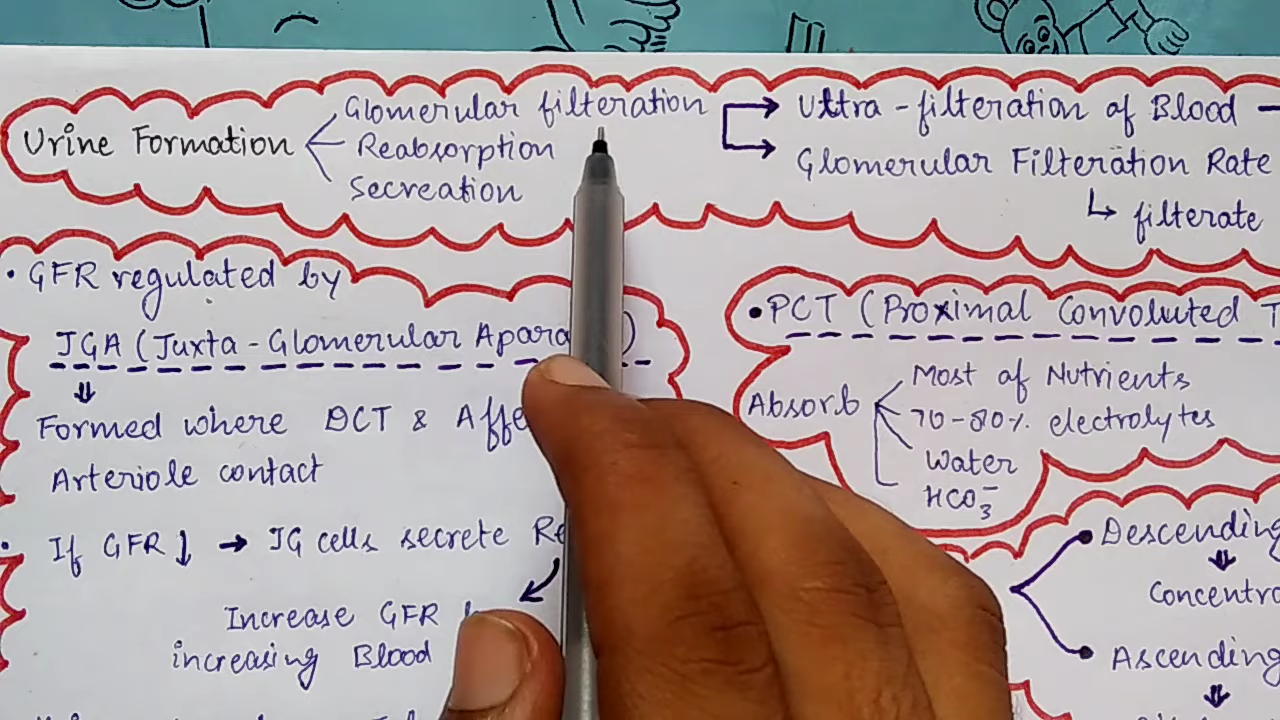 Urine Formation
Glomerular filteration
Reabsorption
Secreation
Ultra-filteration of Blood
Glomerular Filteration Rate
filterate
• GFR regulated by
JGA (Juxta-Glomerular Apara )
Formed where DCT & Affe
Arteriole contact
• If GFR↓ → JG cells secrete Re
Increase GFR
increasing Blood
• PCT (Proximal Convoluted T
Absorb
Most of Nutrients
70-80% electrolytes
Water
HCO3⁻
Descending
Concentra
Ascending